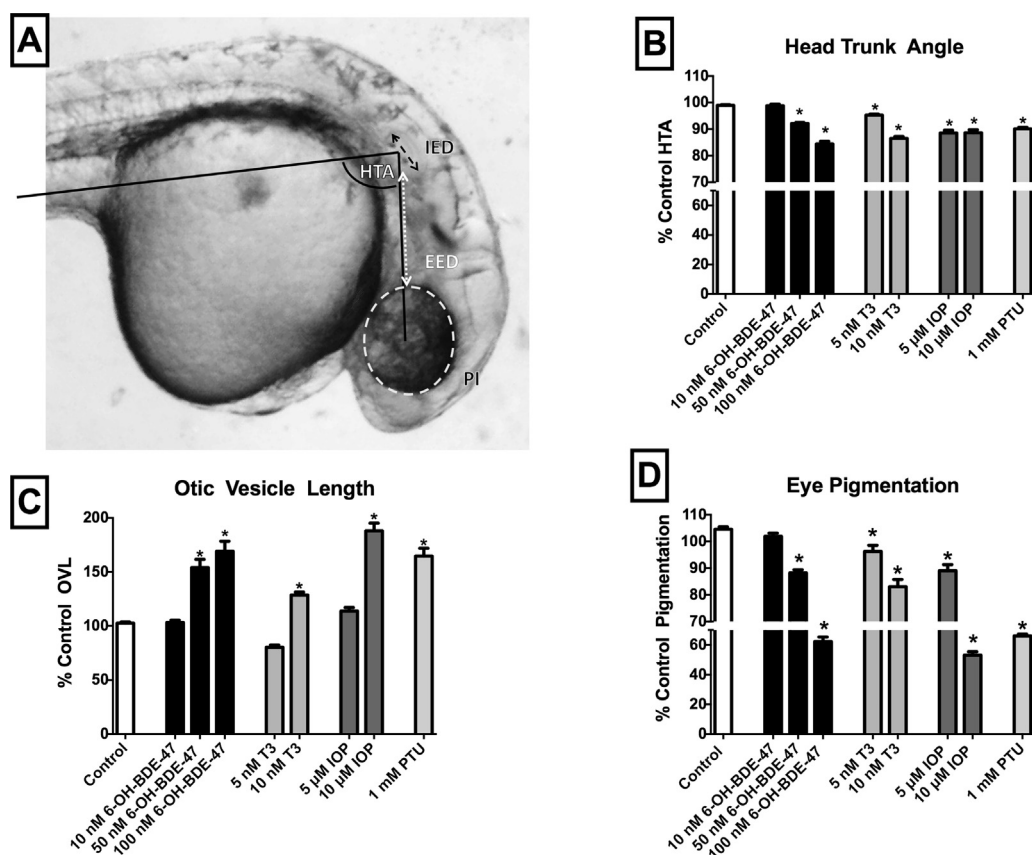 A
IED
HTA
EED
PI
B
Head Trunk Angle
% Control HTA
110
100
90
80
70
60
40
20
0
Control
10 nM 6-OH-BDE-47
50 nM 6-OH-BDE-47
100 nM 6-OH-BDE-47
5 nM T3
10 nM T3
5 µM IOP
10 µM IOP
1 mM PTU
* * * * * * *
C
Otic Vesicle Length
% Control OVL
200
150
100
50
0
Control
10 nM 6-OH-BDE-47
50 nM 6-OH-BDE-47
100 nM 6-OH-BDE-47
5 nM T3
10 nM T3
5 µM IOP
10 µM IOP
1 mM PTU
* * * * *
D
Eye Pigmentation
% Control Pigmentation
110
100
90
80
70
60
40
20
0
Control
10 nM 6-OH-BDE-47
50 nM 6-OH-BDE-47
100 nM 6-OH-BDE-47
5 nM T3
10 nM T3
5 µM IOP
10 µM IOP
1 mM PTU
* * * * * * *